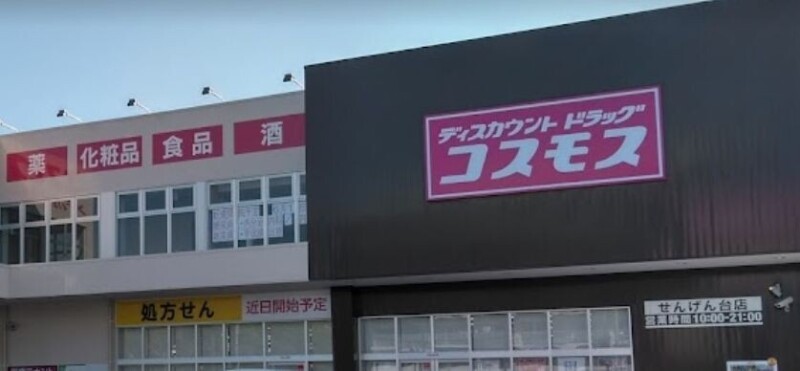 薬 化粧品 食品 酒
ディスカウント ドラッグ
コスモス
処方せん 近日開始予定
せんげん台店
営業時間10:00-21:00